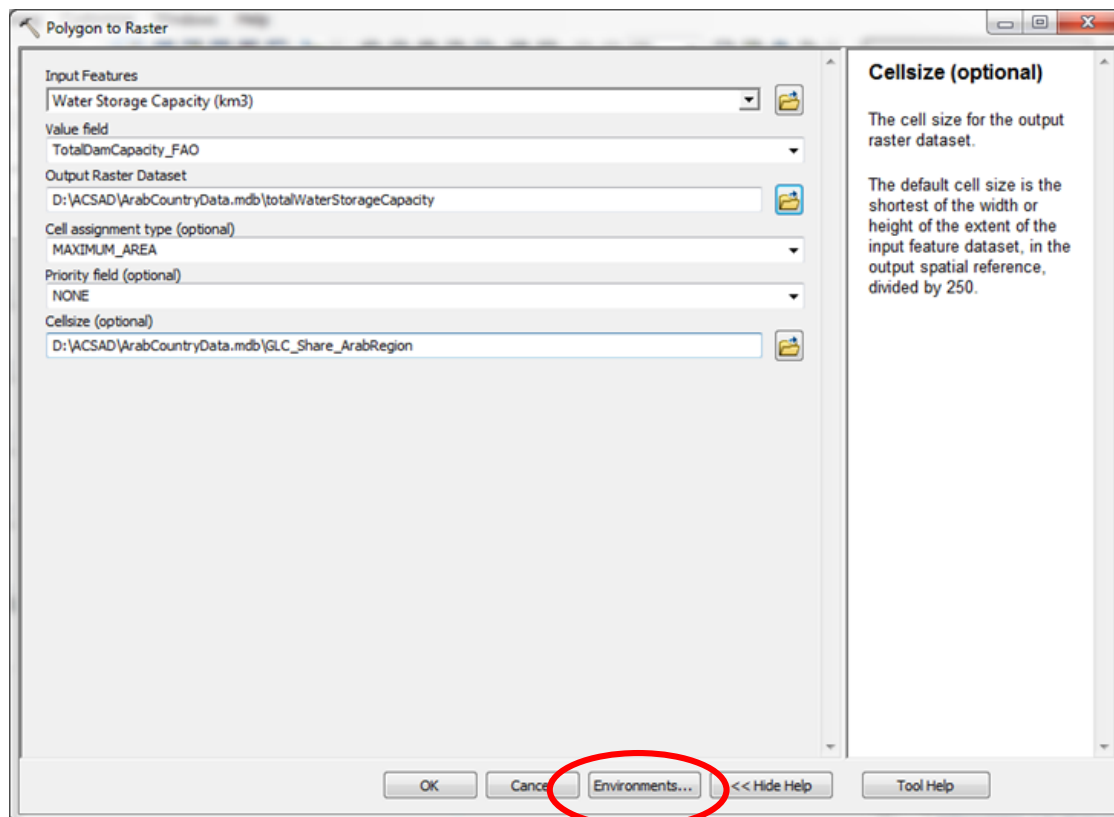 Polygon to Raster
Input Features
Water Storage Capacity (km3)
Value field
TotalDamCapacity_FAO
Output Raster Dataset
D:\ACSAD\ArabCountryData.mdb\totalWaterStorageCapacity
Cell assignment type (optional)
MAXIMUM_AREA
Priority field (optional)
NONE
Cellsize (optional)
D:\ACSAD\ArabCountryData.mdb\GLC_Share_ArabRegion
Cellsize (optional)
The cell size for the output
raster dataset.
The default cell size is the
shortest of the width or
height of the extent of the
input feature dataset, in the
output spatial reference,
divided by 250.
OK
Cance
Environments...
<< Hide Help
Tool Help